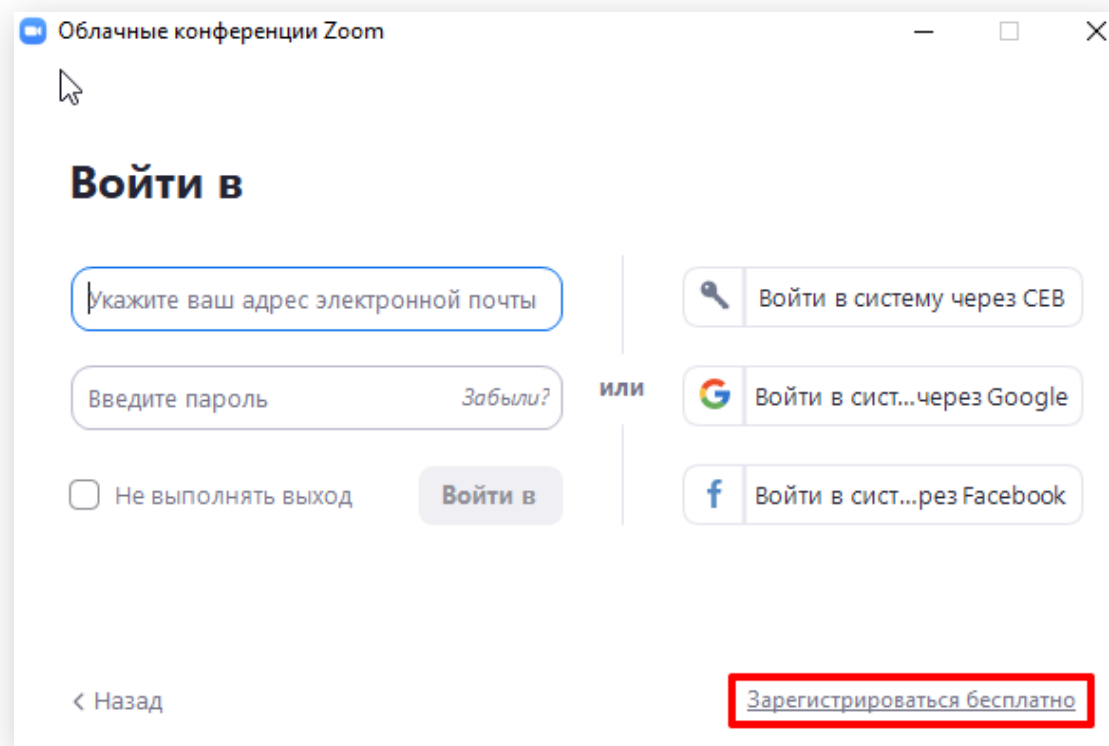 Облачные конференции Zoom
Войти в
Укажите ваш адрес электронной почты
Введите пароль
Забыли?
Не выполнять выход
Войти в
или
Войти в систему через СЕВ
Войти в сист...через Google
Войти в сист...рез Facebook
Назад
Зарегистрироваться бесплатно